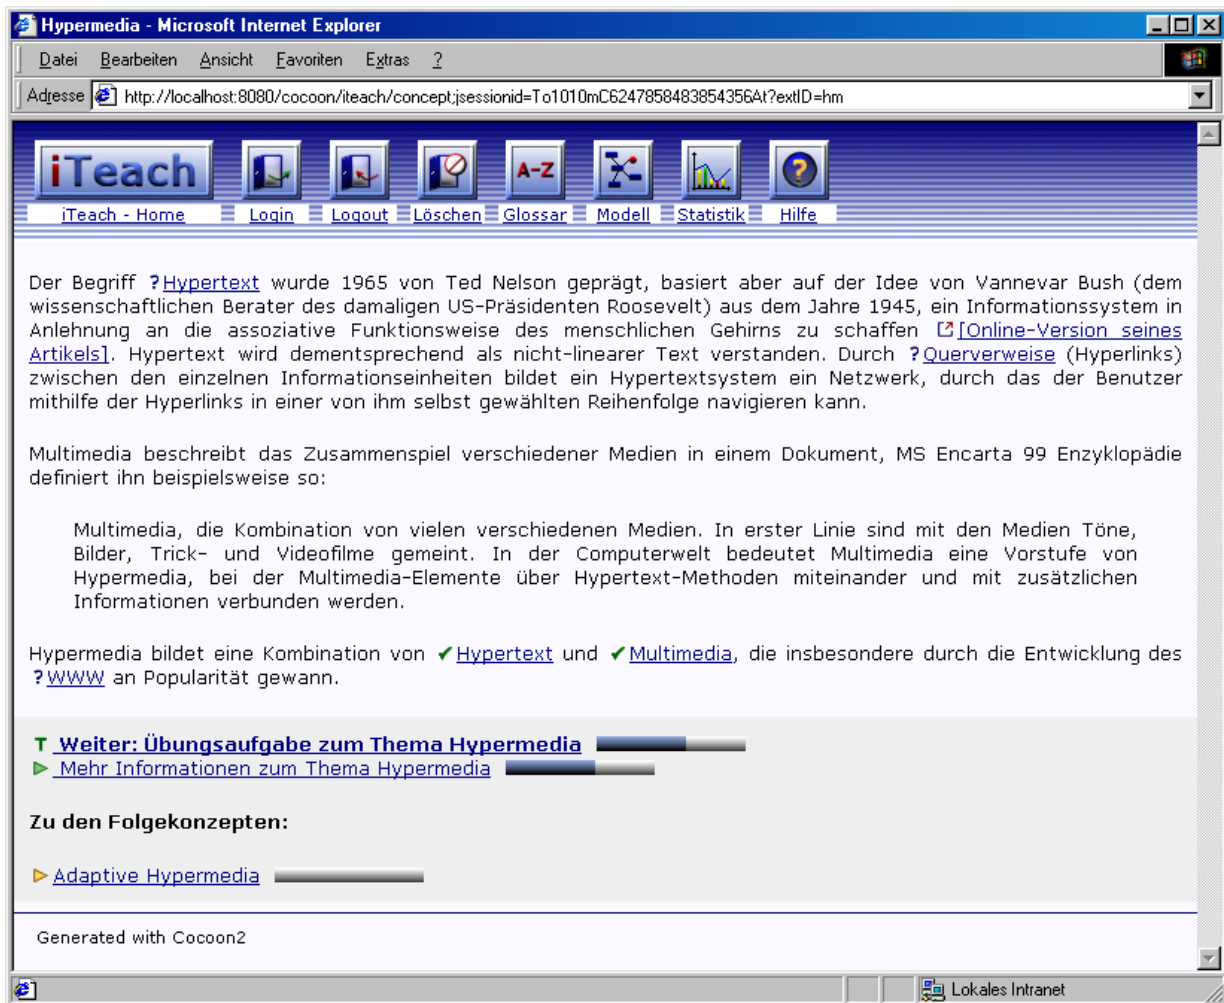 Hypermedia - Microsoft Internet Explorer
Datei Bearbeiten Ansicht Favoriten Extras ?
Adresse http://localhost:8080/cocoon/iteach/concept;jsessionid=To1010mC6247858483854356At?extID=hm
iTeach A-Z ?
iTeach - Home Login Logout Löschen Glossar Modell Statistik Hilfe
Der Begriff ?Hypertext wurde 1965 von Ted Nelson geprägt, basiert aber auf der Idee von Vannevar Bush (dem
wissenschaftlichen Berater des damaligen US-Präsidenten Roosevelt) aus dem Jahre 1945, ein Informationssystem in
Anlehnung an die assoziative Funktionsweise des menschlichen Gehirns zu schaffen [Online-Version seines
Artikels]. Hypertext wird dementsprechend als nicht-linearer Text verstanden. Durch ?Querverweise (Hyperlinks)
zwischen den einzelnen Informationseinheiten bildet ein Hypertextsystem ein Netzwerk, durch das der Benutzer
mithilfe der Hyperlinks in einer von ihm selbst gewählten Reihenfolge navigieren kann.
Multimedia beschreibt das Zusammenspiel verschiedener Medien in einem Dokument, MS Encarta 99 Enzyklopädie
definiert ihn beispielsweise so:
Multimedia, die Kombination von vielen verschiedenen Medien. In erster Linie sind mit den Medien Töne,
Bilder, Trick- und Videofilme gemeint. In der Computerwelt bedeutet Multimedia eine Vorstufe von
Hypermedia, bei der Multimedia-Elemente über Hypertext-Methoden miteinander und mit zusätzlichen
Informationen verbunden werden.
Hypermedia bildet eine Kombination von ✔Hypertext und ✔Multimedia, die insbesondere durch die Entwicklung des
?WWW an Popularität gewann.
T Weiter: Übungsaufgabe zum Thema Hypermedia
Mehr Informationen zum Thema Hypermedia
Zu den Folgekonzepten:
Adaptive Hypermedia
Generated with Cocoon2
Lokales Intranet